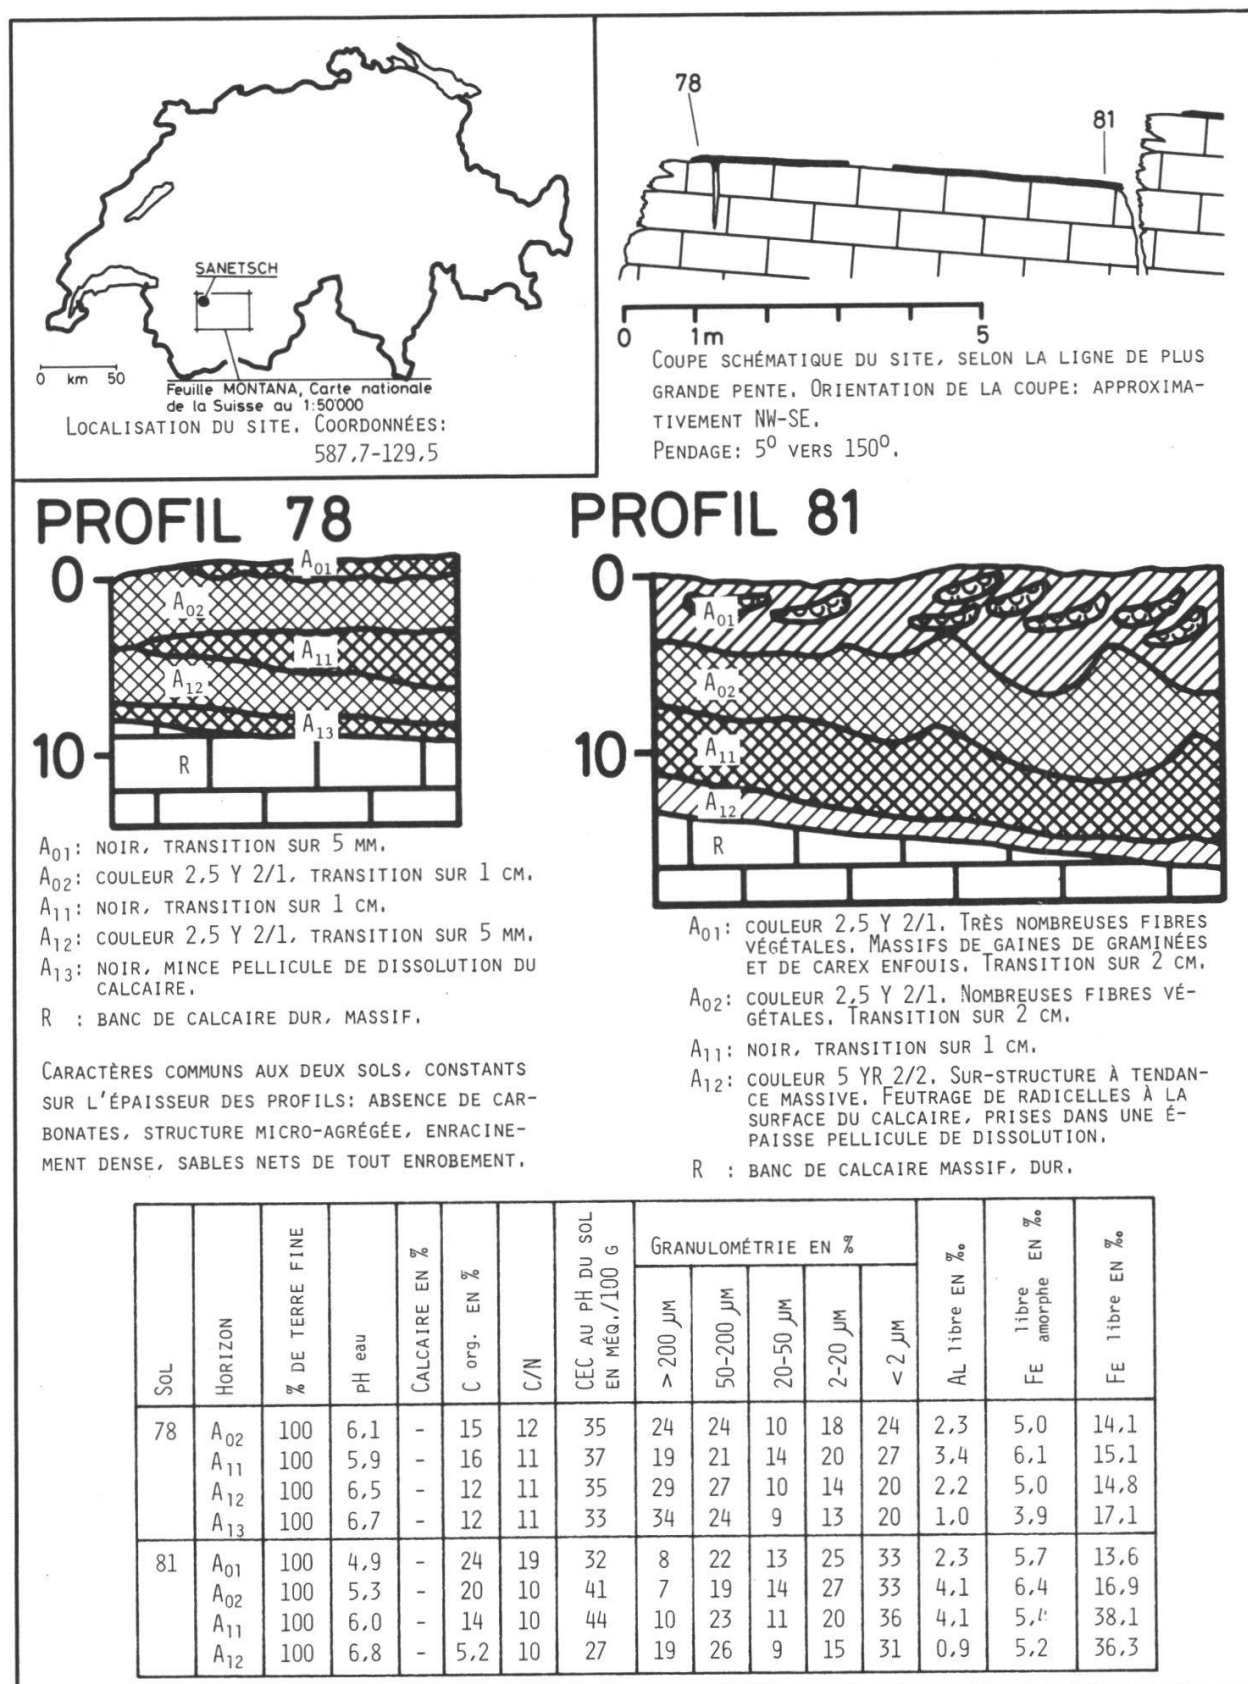 SANETSCH
0 km 50
Feuille MONTANA, Carte nationale
de la Suisse au 1:50'000
LOCALISATION DU SITE. COORDONNÉES:
587.7-129.5
78
81
0 1m 5
COUPE SCHÉMATIQUE DU SITE, SELON LA LIGNE DE PLUS
GRANDE PENTE. ORIENTATION DE LA COUPE: APPROXIMA-
TIVEMENT NW-SE.
PENDAGE: 5° VERS 150°.
PROFIL 78
0
10
A01
A02
A11
A12
A13
R
A01: NOIR, TRANSITION SUR 5 MM.
A02: COULEUR 2,5 Y 2/1, TRANSITION SUR 1 CM.
A11: NOIR, TRANSITION SUR 1 CM.
A12: COULEUR 2,5 Y 2/1, TRANSITION SUR 5 MM.
A13: NOIR, MINCE PELLICULE DE DISSOLUTION DU
CALCAIRE.
R : BANC DE CALCAIRE DUR, MASSIF.
CARACTÈRES COMMUNS AUX DEUX SOLS, CONSTANTS
SUR L'ÉPAISSEUR DES PROFILS: ABSENCE DE CAR-
BONATES, STRUCTURE MICRO-AGRÉGÉE, ENRACINE-
MENT DENSE, SABLES NETS DE TOUT ENROBEMENT.
PROFIL 81
0
10
A01
A02
A11
A12
R
A01: COULEUR 2,5 Y 2/1. TRÈS NOMBREUSES FIBRES
VÉGÉTALES. MASSIFS DE GAINES DE GRAMINÉES
ET DE CAREX ENFOUIS. TRANSITION SUR 2 CM.
A02: COULEUR 2,5 Y 2/1. NOMBREUSES FIBRES VÉ-
GÉTALES. TRANSITION SUR 2 CM.
A11: NOIR, TRANSITION SUR 1 CM.
A12: COULEUR 5 YR 2/2. SUR-STRUCTURE À TENDAN-
CE MASSIVE. FEUTRAGE DE RADICELLES À LA
SURFACE DU CALCAIRE, PRISES DANS UNE É-
PAISSE PELLICULE DE DISSOLUTION.
R : BANC DE CALCAIRE MASSIF, DUR.
SOL HORIZON % DE TERRE FINE PH eau CALCAIRE EN % C org. EN % C/N CEC AU PH DU SOL EN MÉQ./100 G GRANULOMÉTRIE EN % > 200 µM 50-200 µM 20-50 µM 2-20 µM < 2 µM AL libre EN ‰ FE libre amorphe EN ‰ FE libre EN ‰
78 A02 100 6,1 - 15 12 35 24 24 10 18 24 2,3 5,0 14,1
A11 100 5,9 - 16 11 37 19 21 14 20 27 3,4 6,1 15,1
A12 100 6,5 - 12 11 35 29 27 10 14 20 2,2 5,0 14,8
A13 100 6,7 - 12 11 33 34 24 9 13 20 1,0 3,9 17,1
81 A01 100 4,9 - 24 19 32 8 22 13 25 33 2,3 5,7 13,6
A02 100 5,3 - 20 10 41 7 19 14 27 33 4,1 6,4 16,9
A11 100 6,0 - 14 10 44 10 23 11 20 36 4,1 38,1
A12 100 6,8 - 5,2 10 27 19 26 9 15 31 0,9 5,2 36,3